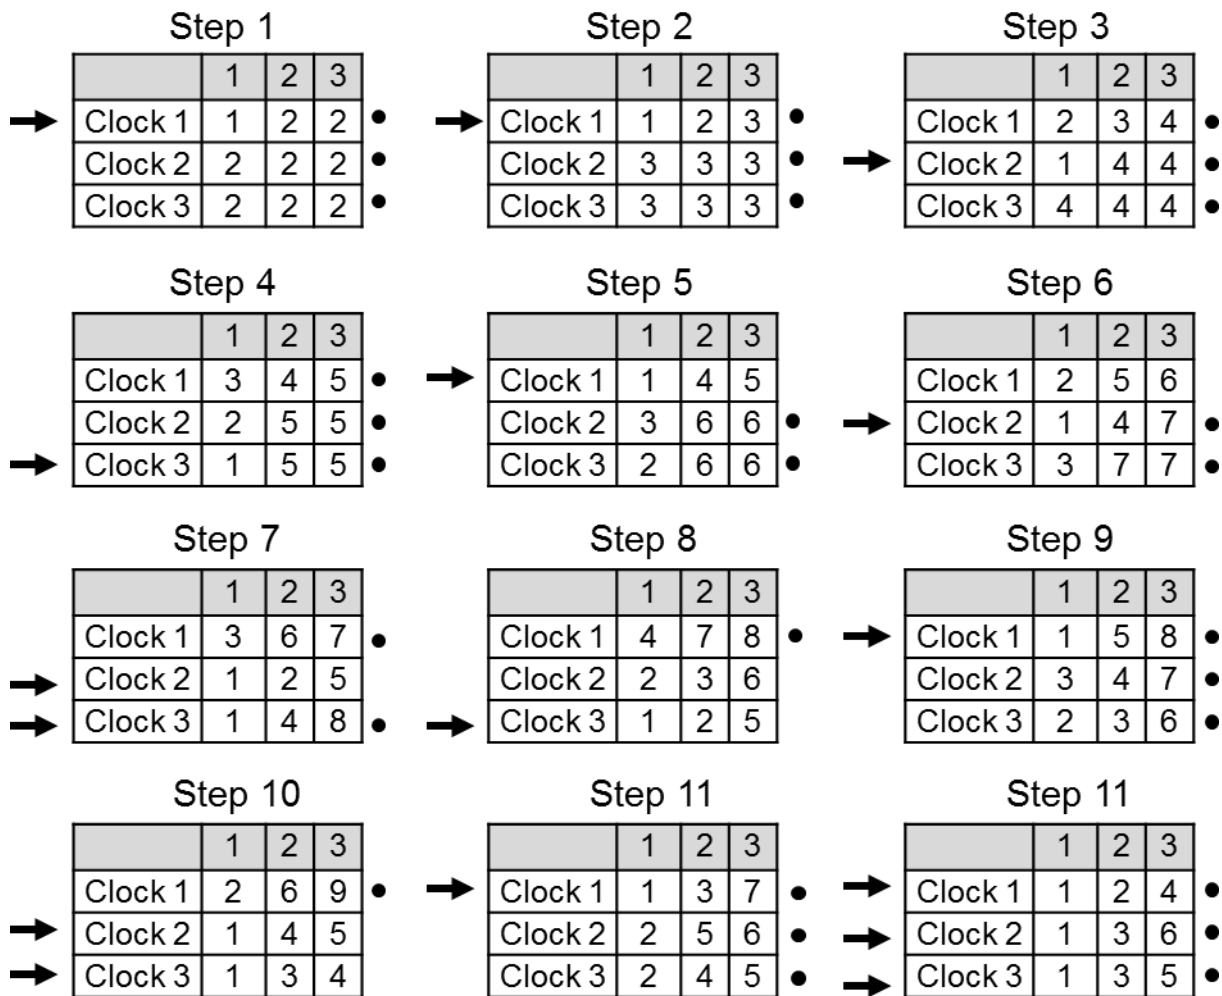 Step 1 Step 2 Step 3
1 2 3 1 2 3 1 2 3
Clock 1 1 2 2 Clock 1 1 2 3 Clock 1 2 3 4
Clock 2 2 2 2 Clock 2 3 3 3 Clock 2 1 4 4
Clock 3 2 2 2 Clock 3 3 3 3 Clock 3 4 4 4
Step 4 Step 5 Step 6
1 2 3 1 2 3 1 2 3
Clock 1 3 4 5 Clock 1 1 4 5 Clock 1 2 5 6
Clock 2 2 5 5 Clock 2 3 6 6 Clock 2 1 4 7
Clock 3 1 5 5 Clock 3 2 6 6 Clock 3 3 7 7
Step 7 Step 8 Step 9
1 2 3 1 2 3 1 2 3
Clock 1 3 6 7 Clock 1 4 7 8 Clock 1 1 5 8
Clock 2 1 2 5 Clock 2 2 3 6 Clock 2 3 4 7
Clock 3 1 4 8 Clock 3 1 2 5 Clock 3 2 3 6
Step 10 Step 11 Step 11
1 2 3 1 2 3 1 2 3
Clock 1 2 6 9 Clock 1 1 3 7 Clock 1 1 2 4
Clock 2 1 4 5 Clock 2 2 5 6 Clock 2 1 3 6
Clock 3 1 3 4 Clock 3 2 4 5 Clock 3 1 3 5